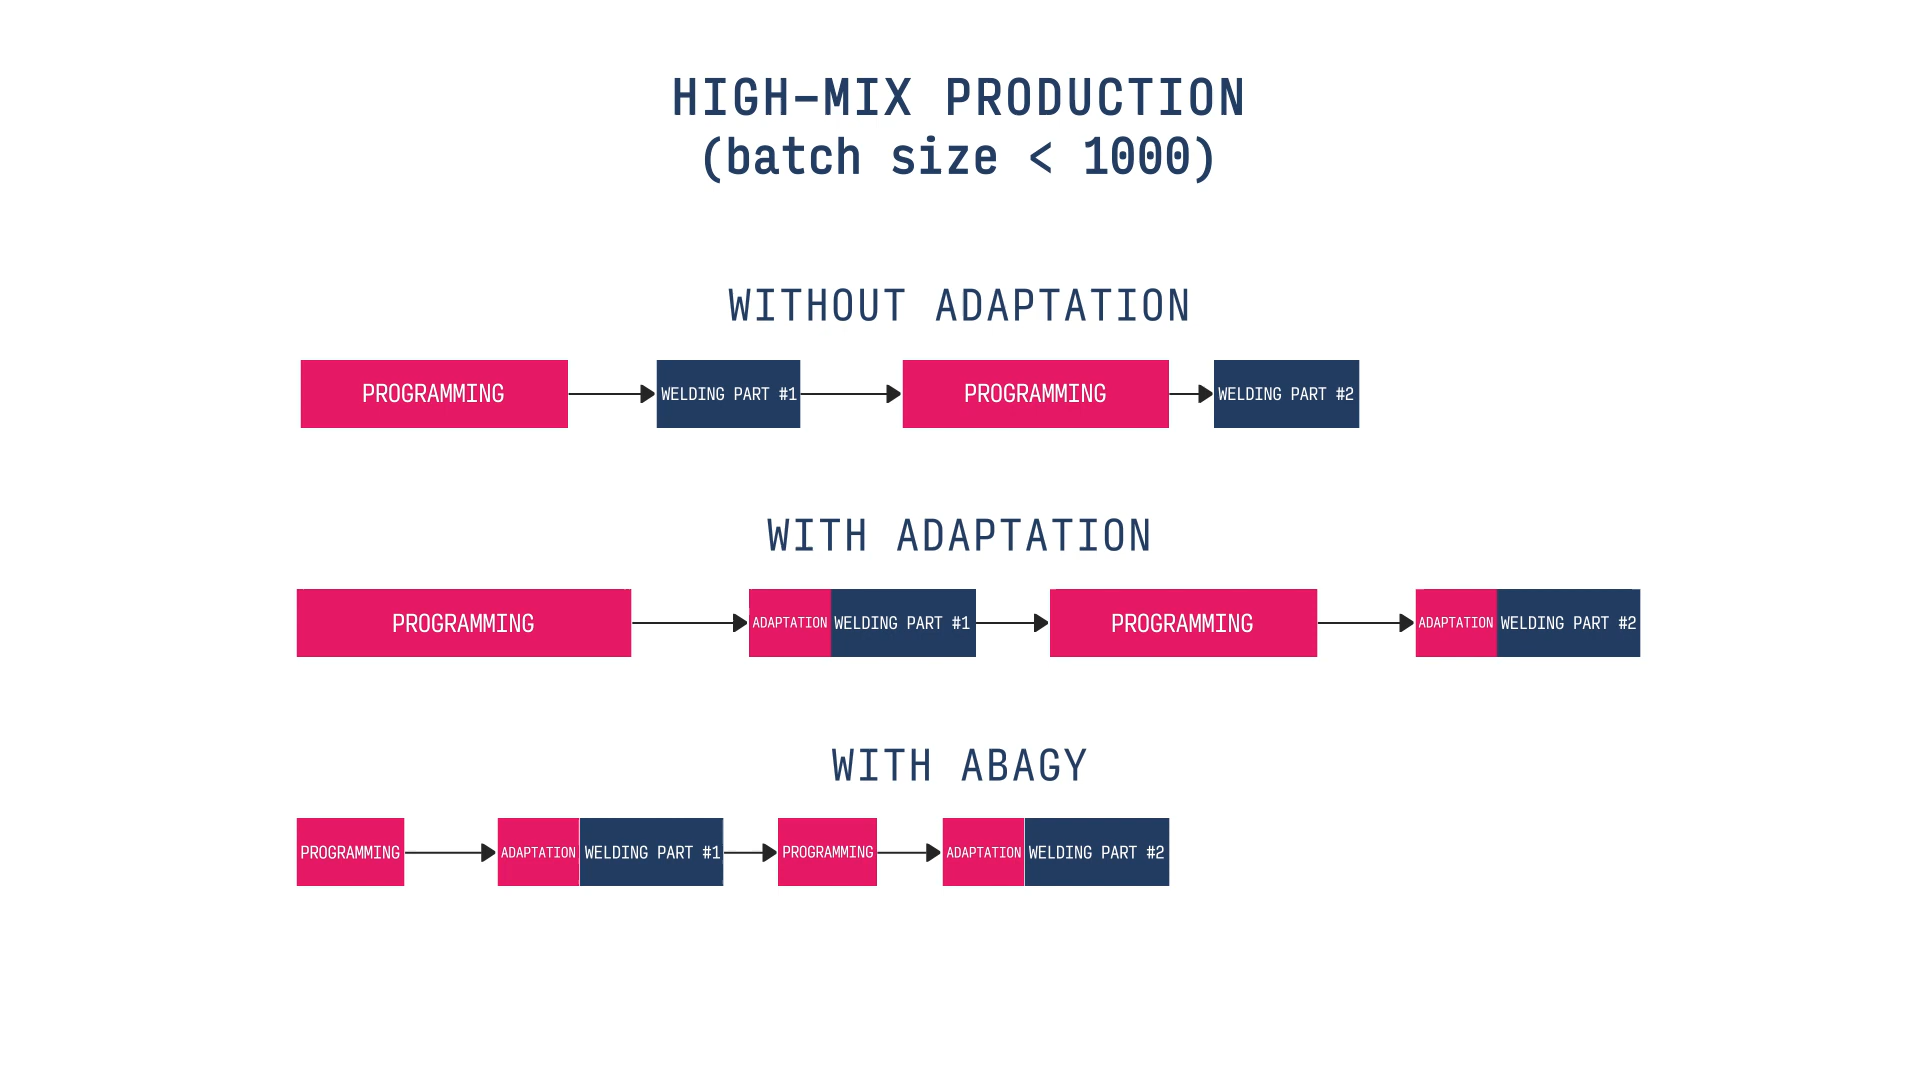 HIGH-MIX PRODUCTION
(batch size < 1000)
WITHOUT ADAPTATION
PROGRAMMING WELDING PART #1 PROGRAMMING WELDING PART #2
WITH ADAPTATION
PROGRAMMING ADAPTATION WELDING PART #1 PROGRAMMING ADAPTATION WELDING PART #2
WITH ABAGY
PROGRAMMING ADAPTATION WELDING PART #1 PROGRAMMING ADAPTATION WELDING PART #2